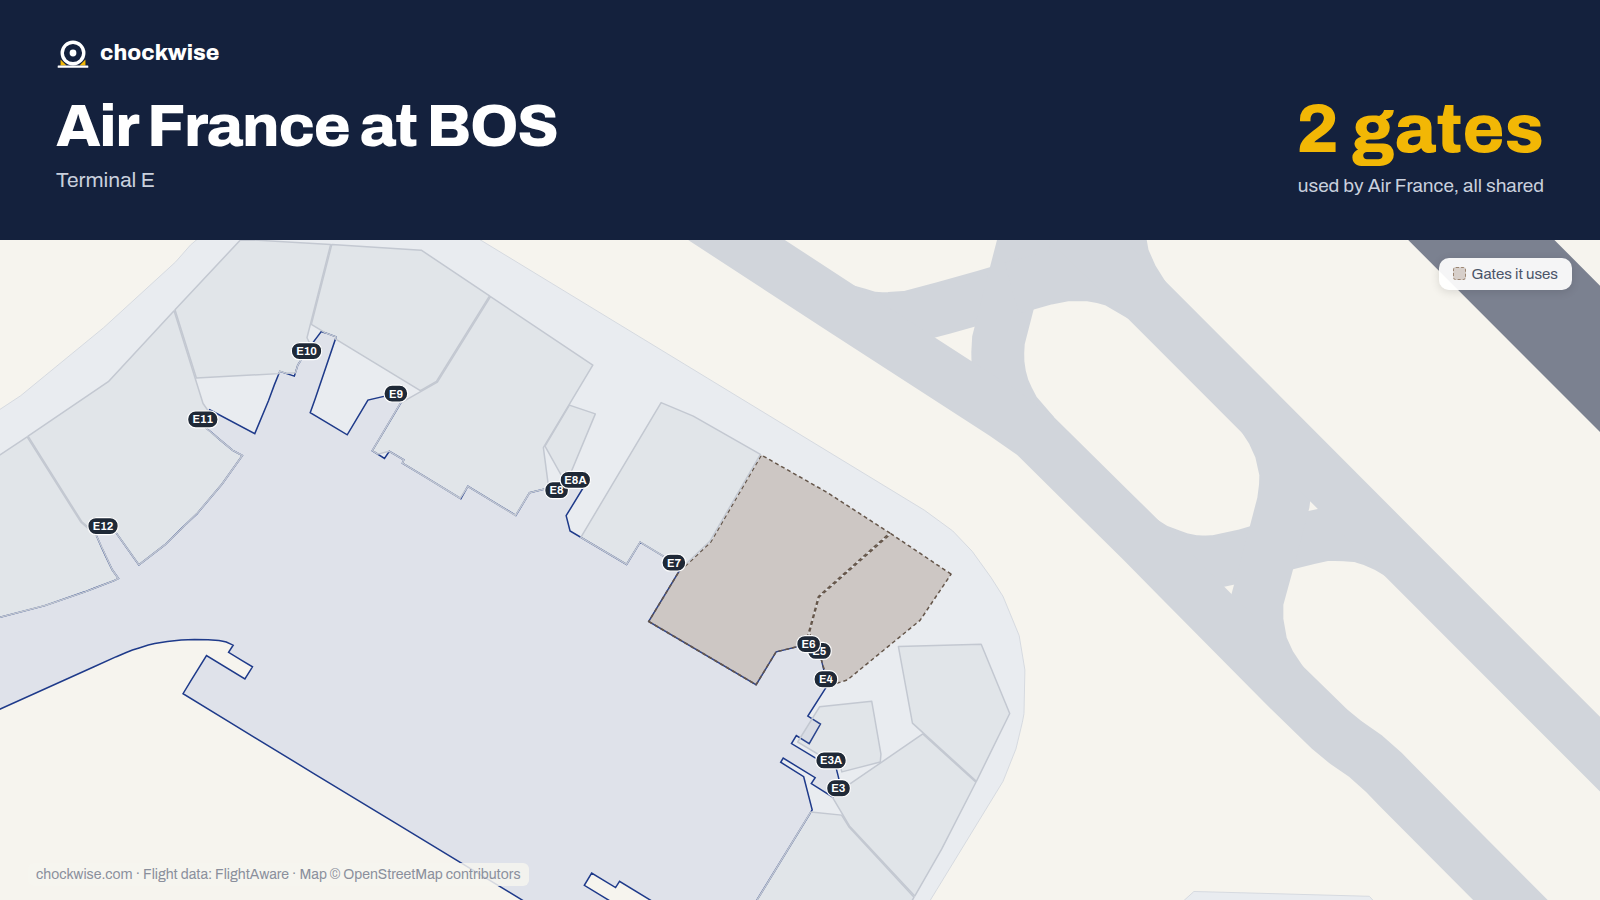 chockwise
Air France at BOS
Terminal E
2 gates
used by Air France, all shared
Gates it uses
E10
E9
E11
E8A
E8
E12
E7
E6
E5
E4
E3A
E3
chockwise.com · Flight data: FlightAware · Map © OpenStreetMap contributors